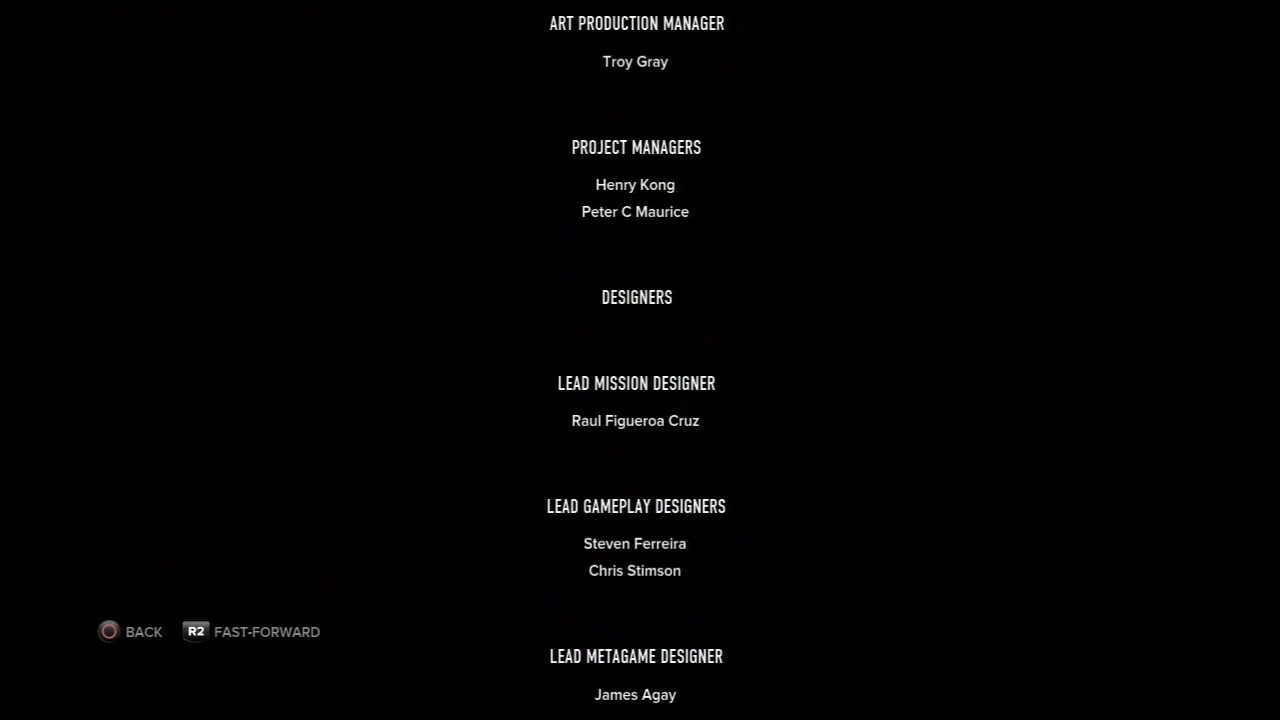 ART PRODUCTION MANAGER
Troy Gray
PROJECT MANAGERS
Henry Kong
Peter C Maurice
DESIGNERS
LEAD MISSION DESIGNER
Raul Figueroa Cruz
LEAD GAMEPLAY DESIGNERS
Steven Ferreira
Chris Stimson
BACK R2 FAST-FORWARD
LEAD METAGAME DESIGNER
James Agay